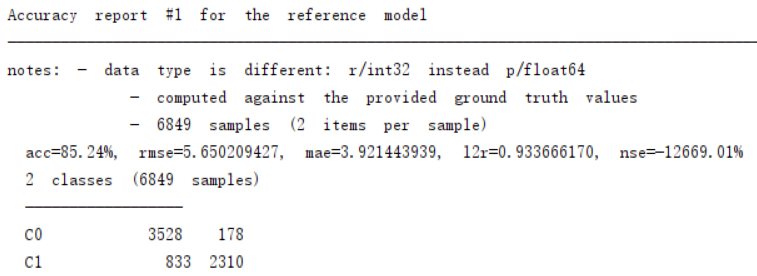 Accuracy report #1 for the reference model
notes: - data type is different: r/int32 instead p/float64
- computed against the provided ground truth values
- 6849 samples (2 items per sample)
acc=85.24%, rmse=5.650209427, mae=3.921443939, l2r=0.933666170, nse=-12669.01%
2 classes (6849 samples)
C0 3528 178
C1 833 2310